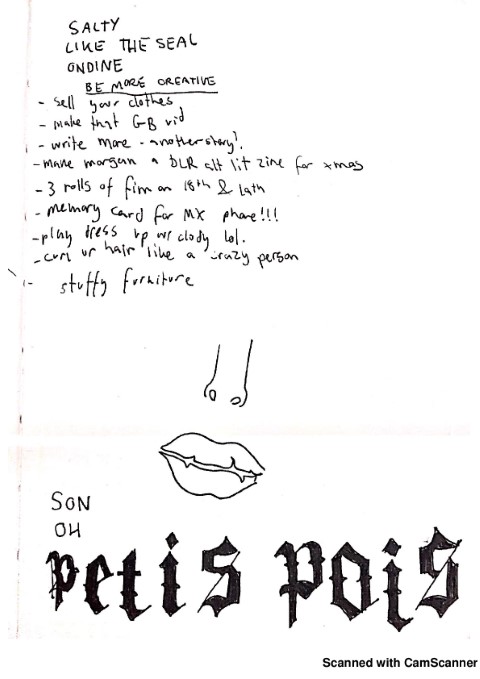 SALTY
LIKE THE SEAL
ONDINE
BE MORE CREATIVE
- sell your clothes
- make that GB vid
- write more - another story?
- make morgan a DLR alt lit zine for xmas
- 3 rolls of film on 18th &
- memory card for MX phone!!!
- play dress up w/ clody lol.
- curl ur hair like a crazy person
- stuffy furniture
SON
OH
petis pois
Scanned with CamScanner